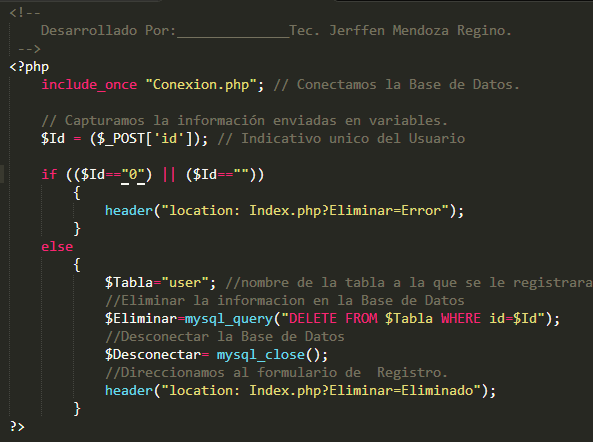 <!--
    Desarrollado Por:______________Tec. Jerffen Mendoza Regino.
 -->
<?php
    include_once "Conexion.php"; // Conectamos la Base de Datos.

    // Capturamos la información enviadas en variables.
    $Id = ($_POST['id']); // Indicativo unico del Usuario

    if (($Id=="0") || ($Id==""))
        {
            header("location: Index.php?Eliminar=Error");
        }
    else
        {
            $Tabla="user"; //nombre de la tabla a la que se le registrara
            //Eliminar la informacion en la Base de Datos
            $Eliminar=mysql_query("DELETE FROM $Tabla WHERE id=$Id");
            //Desconectar la Base de Datos
            $Desconectar= mysql_close();
            //Direccionamos al formulario de  Registro.
            header("location: Index.php?Eliminar=Eliminado");
        }
?>